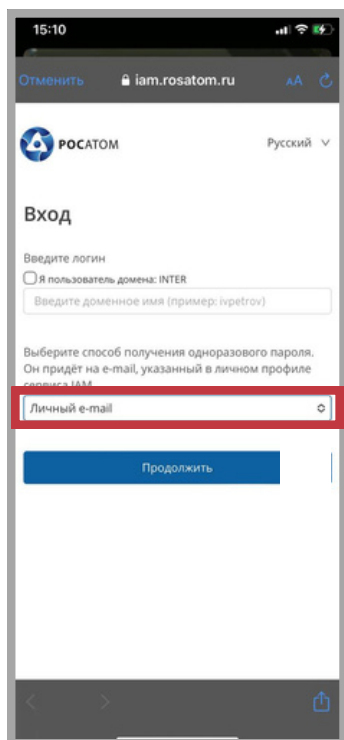 15:10
Отменить iam.rosatom.ru AA
РОСАТОМ Русский
Вход
Введите логин
Я пользователь домена: INTER
Введите доменное имя (пример: ivpetrov)
Выберите способ получения одноразового пароля.
Он придёт на e-mail, указанный в личном профиле
сервиса IAM
Личный e-mail
Продолжить